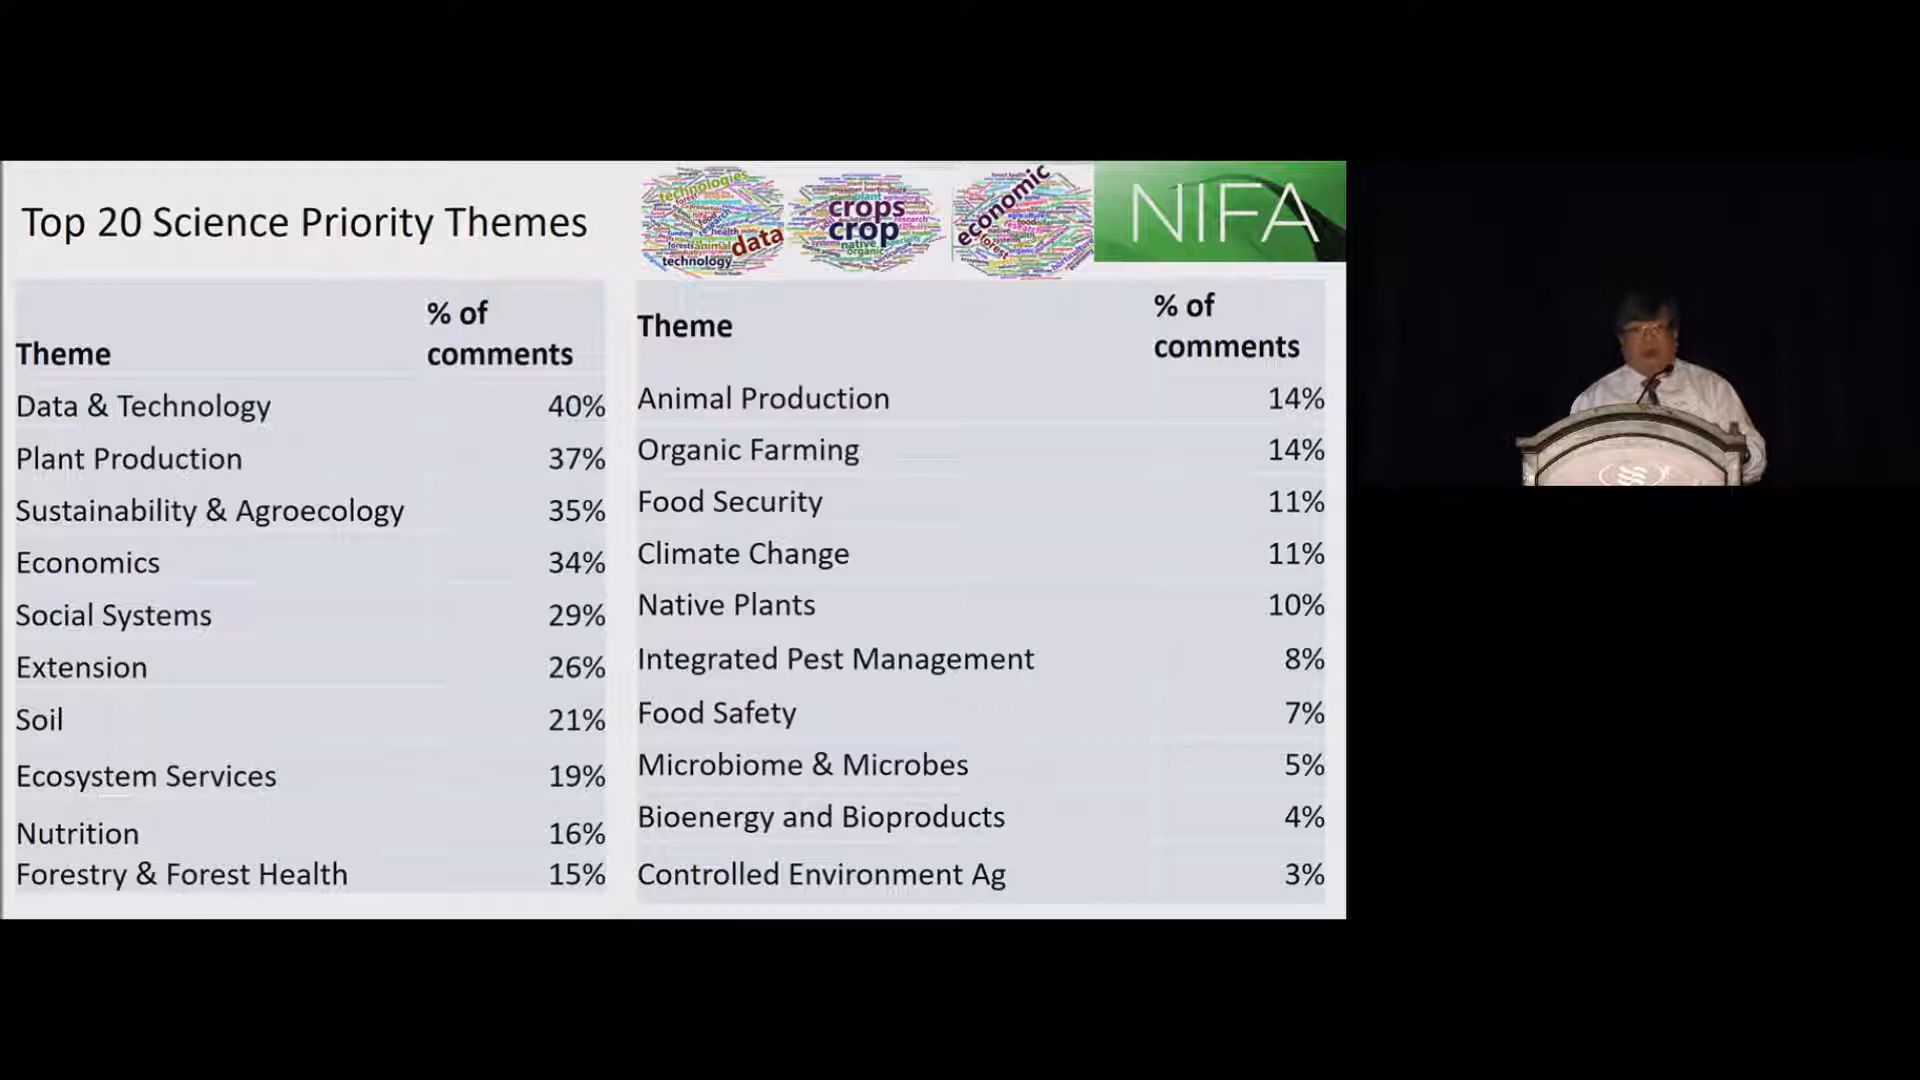 Top 20 Science Priority Themes
technologies
data
technology
crops
crop
native
organic
economic
forest
NIFA
Theme % of comments
Data & Technology 40%
Plant Production 37%
Sustainability & Agroecology 35%
Economics 34%
Social Systems 29%
Extension 26%
Soil 21%
Ecosystem Services 19%
Nutrition 16%
Forestry & Forest Health 15%
Theme % of comments
Animal Production 14%
Organic Farming 14%
Food Security 11%
Climate Change 11%
Native Plants 10%
Integrated Pest Management 8%
Food Safety 7%
Microbiome & Microbes 5%
Bioenergy and Bioproducts 4%
Controlled Environment Ag 3%